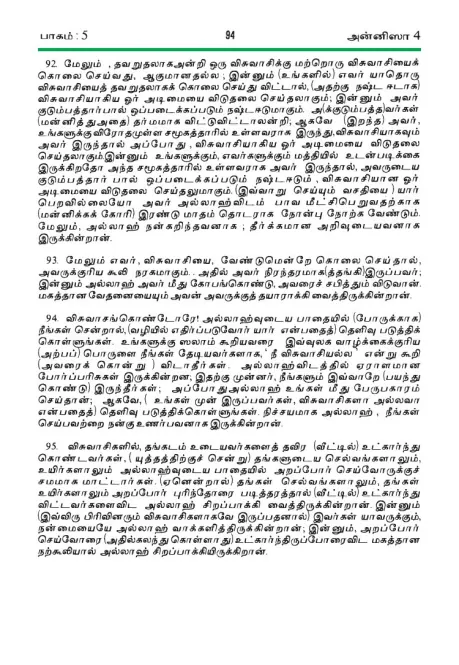 பாகம் : 5 94 அன்னிஸா 4
92. மேலும் , தவறுதலாகஅன்றி ஒரு விசுவாசிக்கு மற்றொரு விசுவாசியைக்
கொலை செய்வது, ஆகுமானதல்ல ; இன்னும் (உங்களில்) எவர் யாதொரு
விசுவாசியைத் தவறுதலாகக் கொலை செய்து விட்டால், (அதற்கு நஷ்ட ஈடாக)
விசுவாசியாகிய ஓர் அடிமையை விடுதலை செய்தலாகும்; இன்னும் அவர்
குடும்பத்தார்பால் ஒப்படைக்கப்படும் நஷ்டஈடுமாகும். அ(க்குடும்பத்த)வர்கள்
(மன்னித்துஅதை) தர்மமாக விட்டுவிட்டாலன்றி; ஆகவே (இறந்த) அவர்,
உங்களுக்குவிரோதமுள்ள சமூகத்தாரில் உள்ளவராக இருந்து,விசுவாசியாகவும்
அவர் இருந்தால் அப்போது , விசுவாசியாகிய ஓர் அடிமையை விடுதலை
செய்தலாகும்இன்னும் உங்களுக்கும், எவர்களுக்கும் மத்தியில் உடன்படிக்கை
இருக்கிறதோ அந்த சமூகத்தாரில் உள்ளவராக அவர் இருந்தால், அவருடைய
குடும்பத்தார் பால் ஒப்படைக்கப்படும் நஷ்டஈடும் , விசுவாசியான ஓர்
அடிமையை விடுதலை செய்தலுமாகும். (இவ்வாறு செய்யும் வசதியை ) யார்
பெறவில்லையோ அவர் அல்லாஹ்விடம் பாவ மீட்சிபெறுவதற்காக
(மன்னிக்கக் கோரி) இரண்டு மாதம் தொடராக நோன்பு நோற்க வேண்டும்.
மேலும், அல்லாஹ் நன்கறிந்தவனாக ; தீர்க்கமான அறிவுடையவனாக
இருக்கின்றான்.
93. மேலும் எவர், விசுவாசியை, வேண்டுமென்றே கொலை செய்தால்,
அவருக்குரிய கூலி நரகமாகும். . அதில் அவர் நிரந்தரமாக(த்தங்கி)இருப்பவர்;
இன்னும் அல்லாஹ் அவர் மீது கோபங்கொண்டு, அவரைச் சபித்தும் விடுவான்.
மகத்தான வேதனையையும் அவன் அவருக்குத் தயாராக்கி வைத்திருக்கின்றான்.
94. விசுவாசங்கொண்டோரே! அல்லாஹ்வுடைய பாதையில் (போருக்காக)
நீங்கள் சென்றால்,(வழியில் எதிர்ப்படுவோர் யார் என்பதைத்) தெளிவு படுத்திக்
கொள்ளுங்கள். உங்களுக்கு ஸலாம் கூறியவரை இவ்வுலக வாழ்க்கைக்குரிய
(அற்பப்) பொருளை நீங்கள் தேடியவர்களாக,' நீ விசுவாசியல்ல' என்று கூறி
(அவரைக் கொன்று ) விடாதீர்கள். அல்லாஹ்விடத்தில் ஏராளமான
போர்ப்பரிசுகள் இருக்கின்றன; இதற்கு முன்னர், நீங்களும் இவ்வாறே (பயந்து
கொண்டு) இருந்தீர்கள்; அப்போதுஅல்லாஹ் உங்கள் மீது பேருபகாரம்
செய்தான்; ஆகவே, ( உங்கள் முன் இருப்பவர்கள், விசுவாசிகளா அல்லவா
என்பதைத்) தெளிவு படுத்திக்கொள்ளுங்கள். நிச்சயமாக அல்லாஹ் , நீங்கள்
செய்பவற்றை நன்கு உணர்பவனாக இருக்கின்றான்.
95. விசுவாசிகளில், தங்கடம் உடையவர்களைத் தவிர (வீட்டில்) உட்கார்ந்து
கொண்டவர்கள், ( யுத்தத்திற்குச் சென்று) தங்களுடைய செல்வங்களாலும்,
உயிர்களாலும் அல்லாஹ்வுடைய பாதையில் அறப்போர் செய்வோருக்குச்
சமமாக மாட்டார்கள். (ஏனென்றால்) தங்கள் செல்வங்களாலும், தங்கள்
உயிர்களாலும் அறப்போர் புரிந்தோரை படித்தரத்தால் (வீட்டில்) உட்கார்ந்து
விட்டவர்களைவிட அல்லாஹ் சிறப்பாக்கி வைத்திருக்கின்றான். இன்னும்
(இவ்விரு பிரிவினரும் விசுவாசிகளாகவே இருப்பதனால்) இவர்கள் யாவருக்கும்,
நன்மையையே அல்லாஹ் வாக்களித்திருக்கின்றான்; இன்னும், அறப்போர்
செய்வோரை (அதில்கலந்து கொள்ளாது) உட்கார்ந்திருப்போரைவிட மகத்தான
நற்கூலியால் அல்லாஹ் சிறப்பாக்கியிருக்கிறான்.